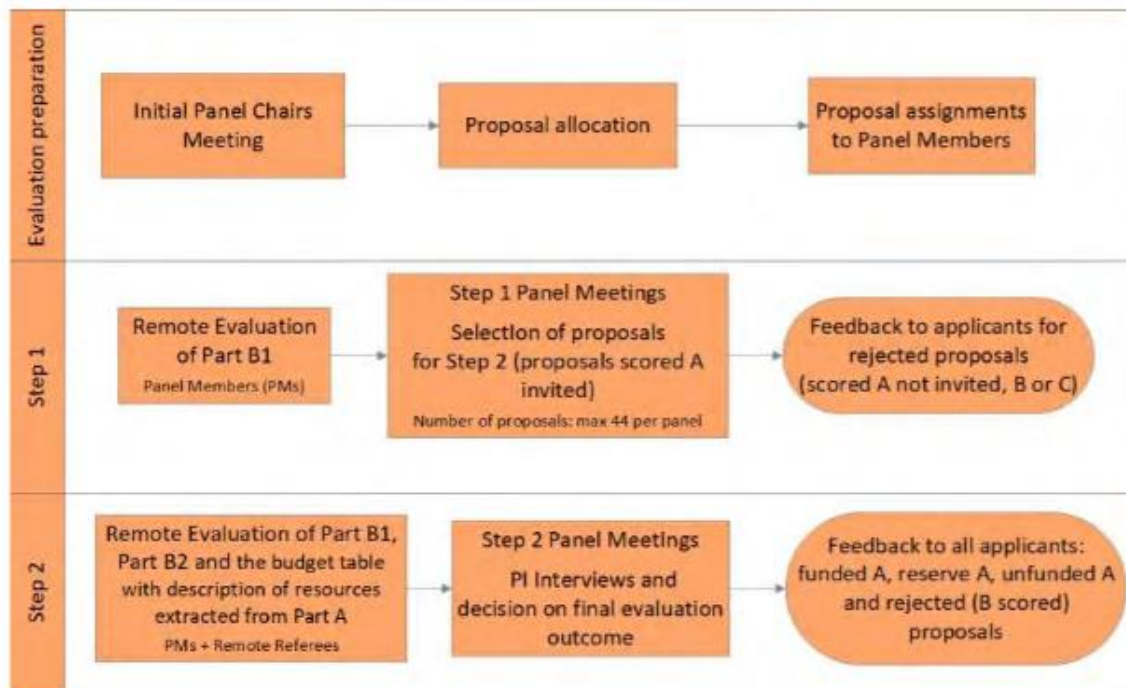 Evaluation preparation
Initial Panel Chairs
Meeting
Proposal allocation
Proposal assignments
to Panel Members
Step 1
Remote Evaluation
of Part B1
Panel Members (PMs)
Step 1 Panel Meetings
Selection of proposals
for Step 2 (proposals scored A
invited)
Number of proposals: max 44 per panel
Feedback to applicants for
rejected proposals
(scored A not invited, B or C)
Step 2
Remote Evaluation of Part B1,
Part B2 and the budget table
with description of resources
extracted from Part A
PMs + Remote Referees
Step 2 Panel Meetings
PI Interviews and
decision on final evaluation
outcome
Feedback to all applicants:
funded A, reserve A, unfunded A
and rejected (B scored)
proposals